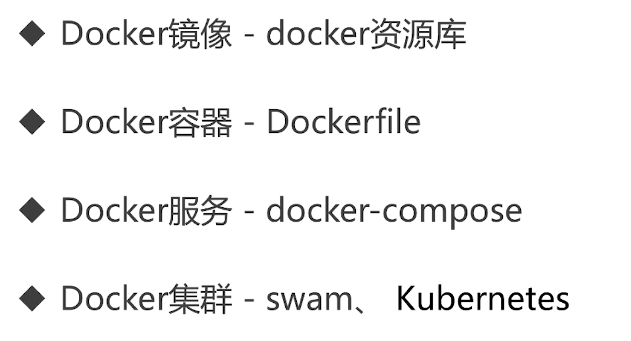 ◆ Docker镜像 - docker资源库
◆ Docker容器 - Dockerfile
◆ Docker服务 - docker-compose
◆ Docker集群 - swam、 Kubernetes